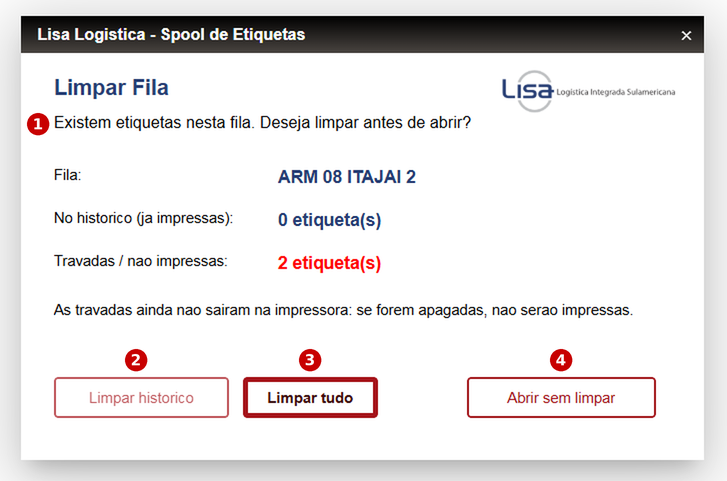 Lisa Logistica - Spool de Etiquetas
×
Limpar Fila
Lisa Logística Integrada Sulamericana
1 Existem etiquetas nesta fila. Deseja limpar antes de abrir?
Fila: ARM 08 ITAJAI 2
No historico (ja impressas): 0 etiqueta(s)
Travadas / nao impressas: 2 etiqueta(s)
As travadas ainda nao sairam na impressora: se forem apagadas, nao serao impressas.
2 3 4
Limpar historico Limpar tudo Abrir sem limpar